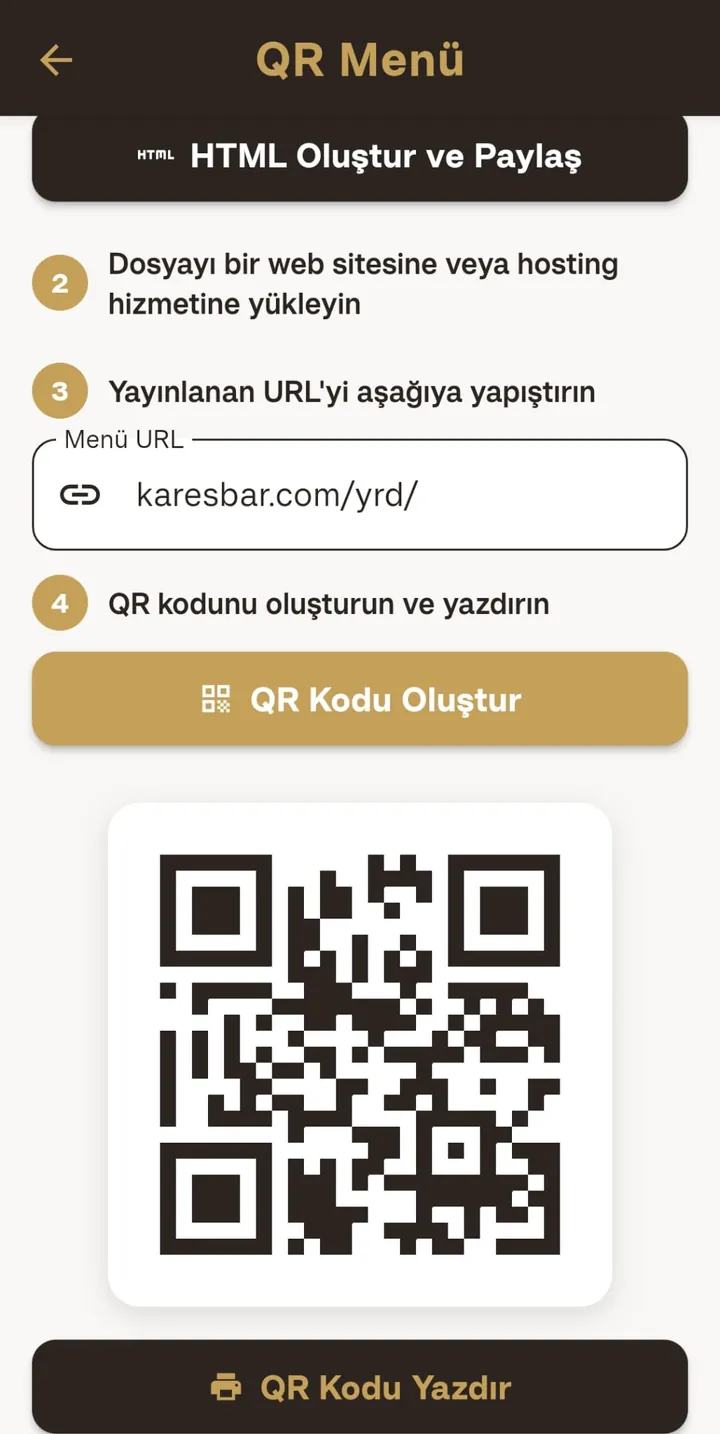 QR Menü
HTML HTML Oluştur ve Paylaş
2 Dosyayı bir web sitesine veya hosting
hizmetine yükleyin
3 Yayınlanan URL'yi aşağıya yapıştırın
Menü URL
karesbar.com/yrd/
4 QR kodunu oluşturun ve yazdırın
QR Kodu Oluştur
QR Kodu Yazdır